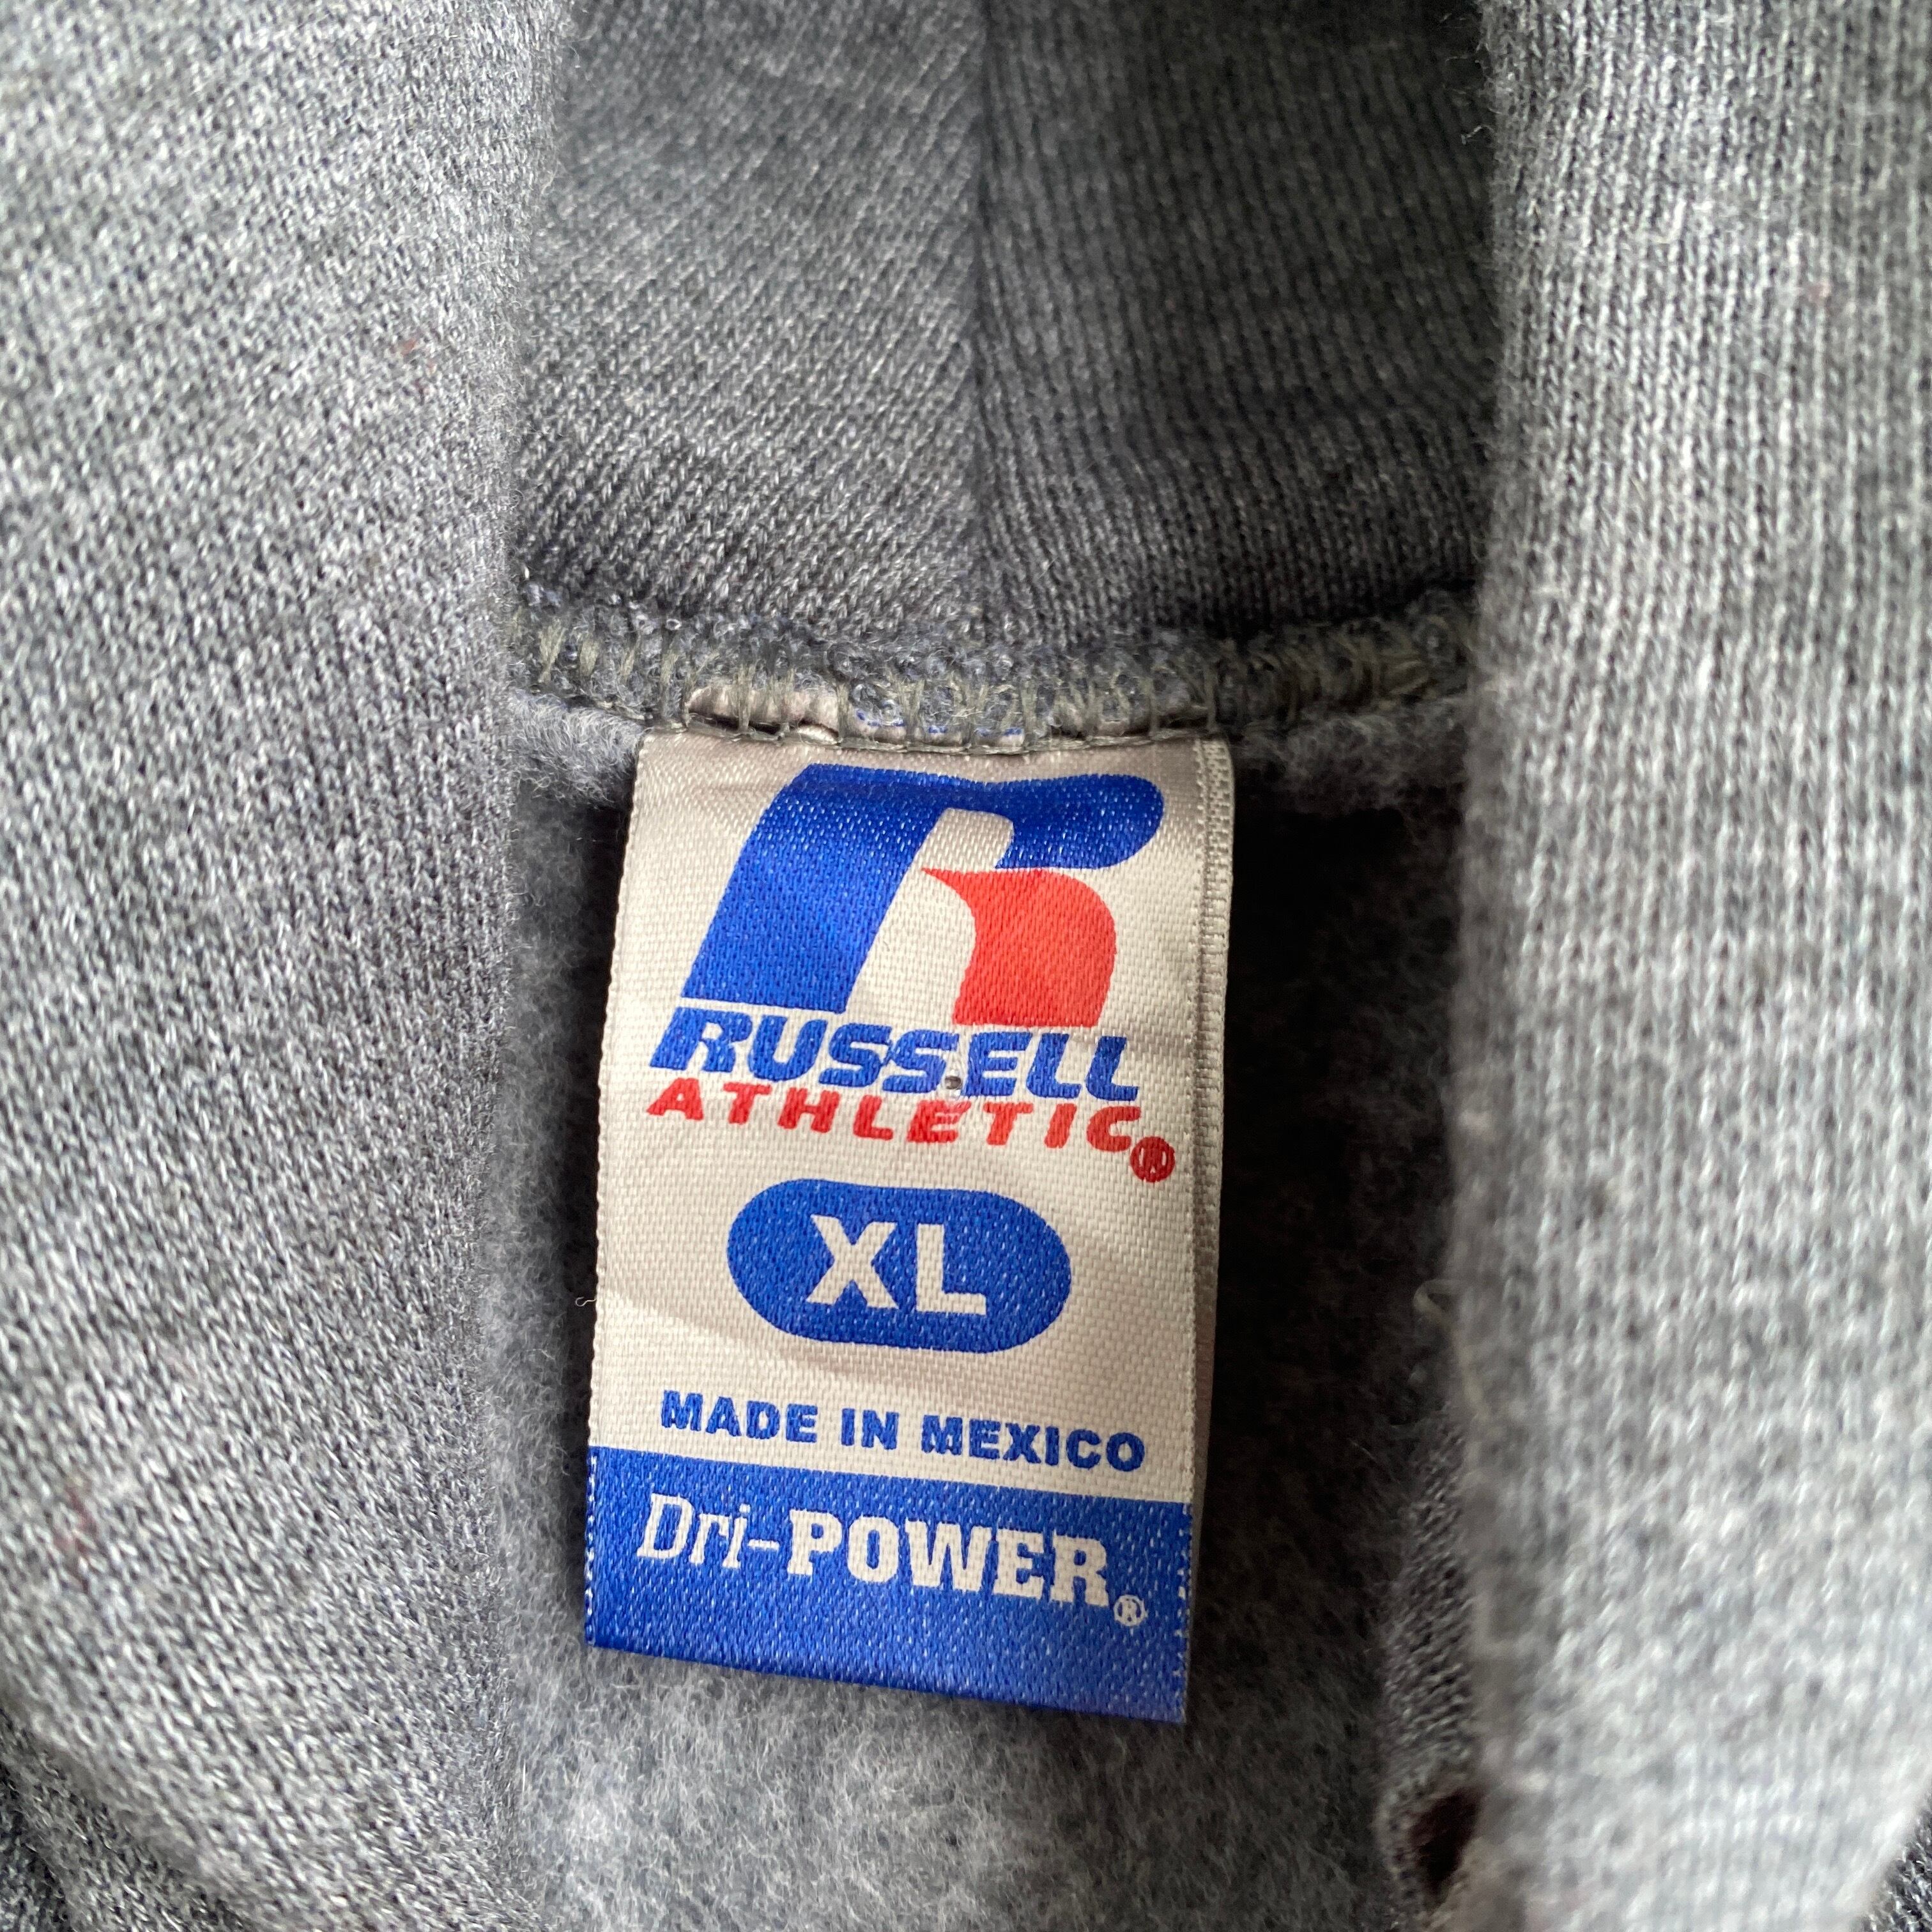 R
RUSSELL
ATHLETIC®
XL
MADE IN MEXICO
Dri-POWER®